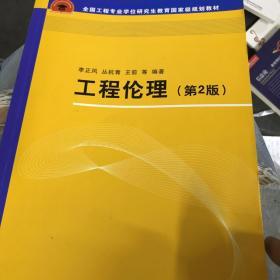 全国工程专业学位研究生教育国家级规划教材
李正风 丛杭青 王前 等 编著
工程伦理（第2版）